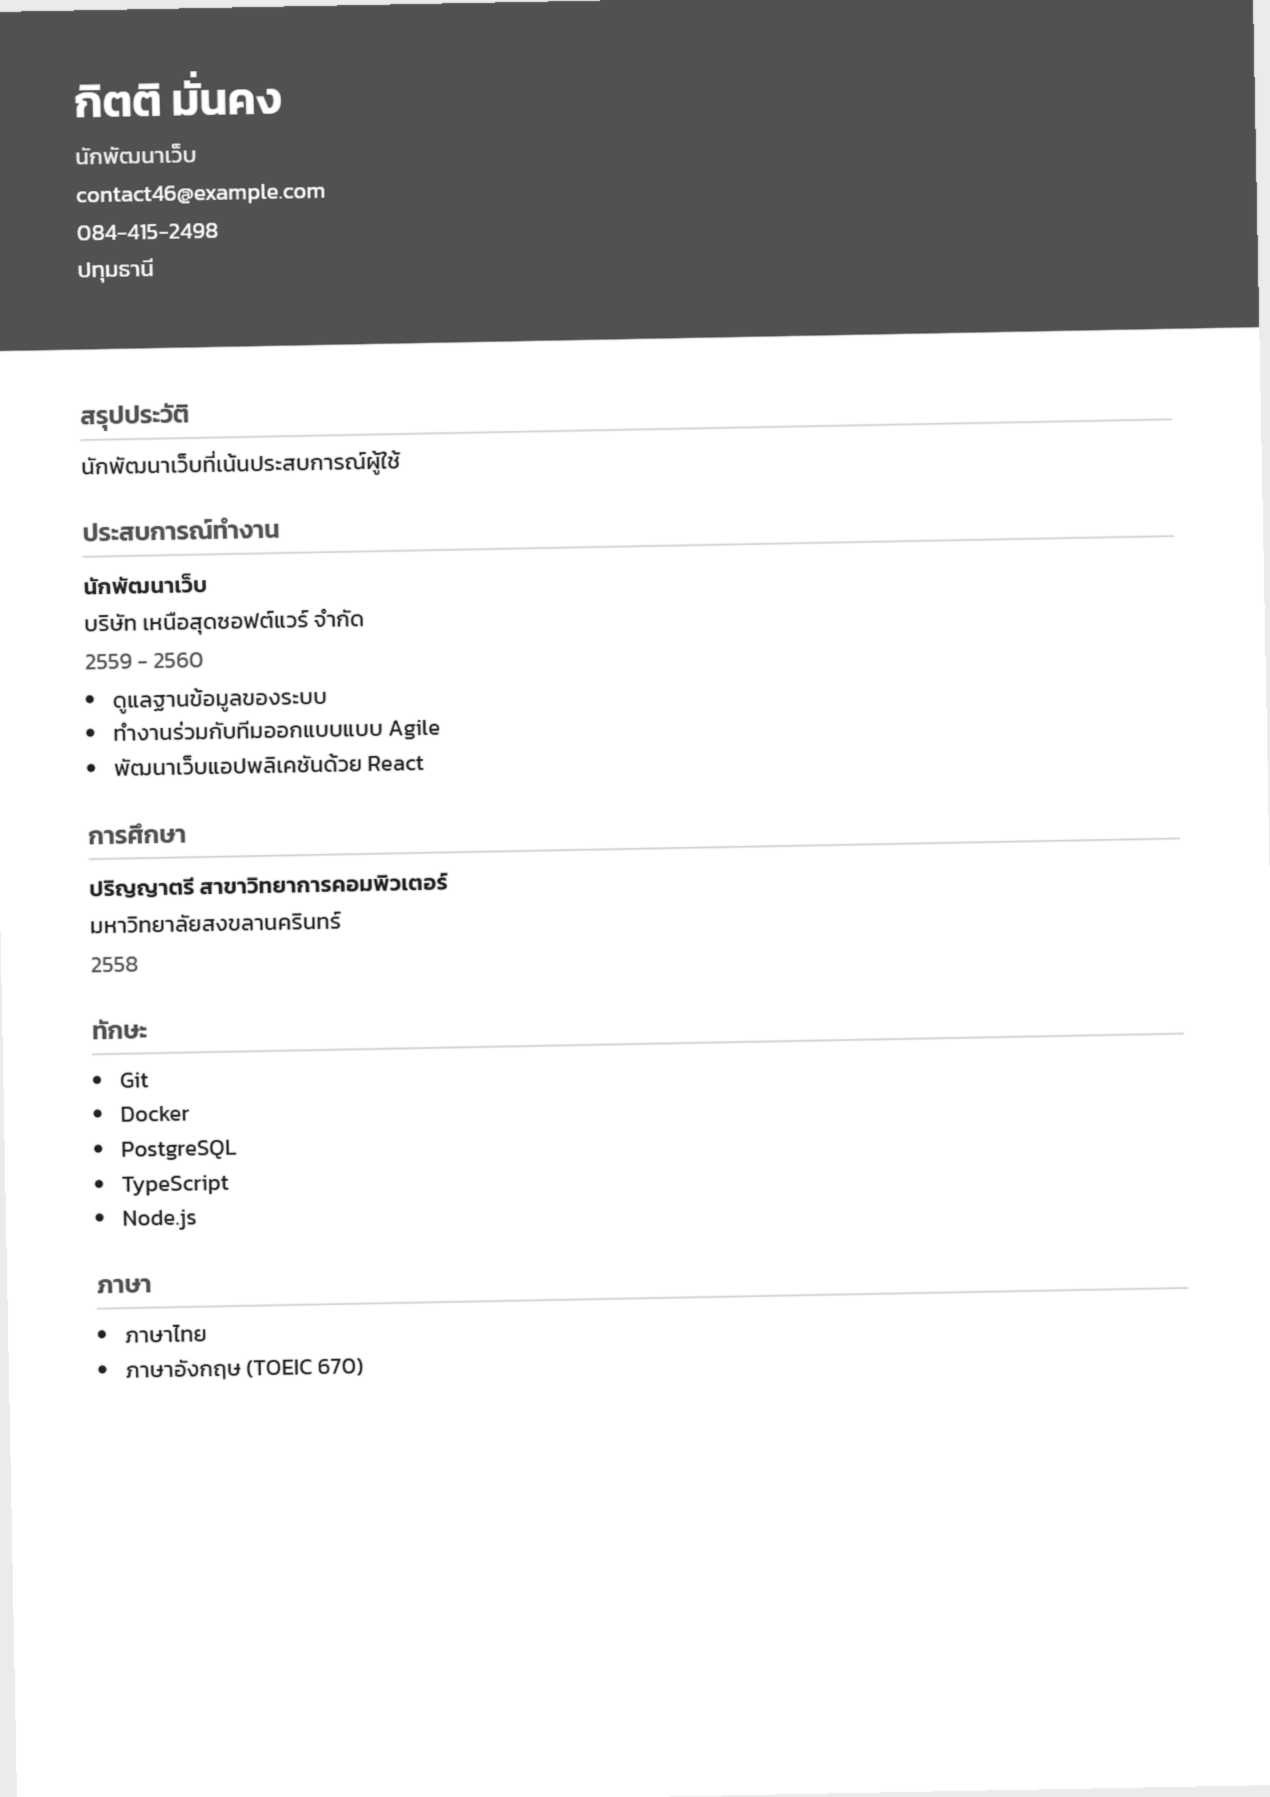 กิตติ มั่นคง
นักพัฒนาเว็บ
contact46@example.com
084-415-2498
ปทุมธานี
สรุปประวัติ
นักพัฒนาเว็บที่เน้นประสบการณ์ผู้ใช้
ประสบการณ์ทำงาน
นักพัฒนาเว็บ
บริษัท เหนือสุดซอฟต์แวร์ จำกัด
2559 - 2560
• ดูแลฐานข้อมูลของระบบ
• ทำงานร่วมกับทีมออกแบบแบบ Agile
• พัฒนาเว็บแอปพลิเคชันด้วย React
การศึกษา
ปริญญาตรี สาขาวิทยาการคอมพิวเตอร์
มหาวิทยาลัยสงขลานครินทร์
2558
ทักษะ
• Git
• Docker
• PostgreSQL
• TypeScript
• Node.js
ภาษา
• ภาษาไทย
• ภาษาอังกฤษ (TOEIC 670)